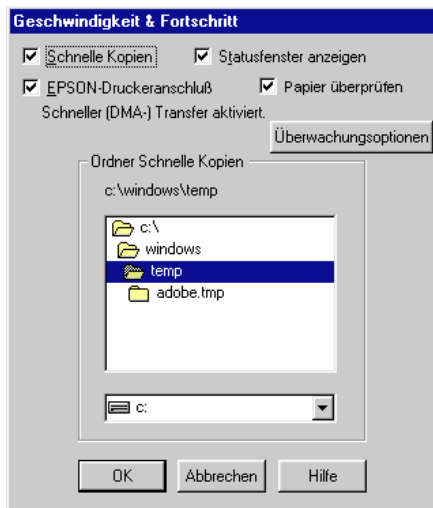 Geschwindigkeit & Fortschritt
Schnelle Kopien Statusfenster anzeigen
EPSON-Druckeranschluß Papier überprüfen
Schneller (DMA-) Transfer aktiviert.
Überwachungsoptionen
Ordner Schnelle Kopien
c:\windows\temp
c:\
windows
temp
adobe.tmp
c:
OK Abbrechen Hilfe